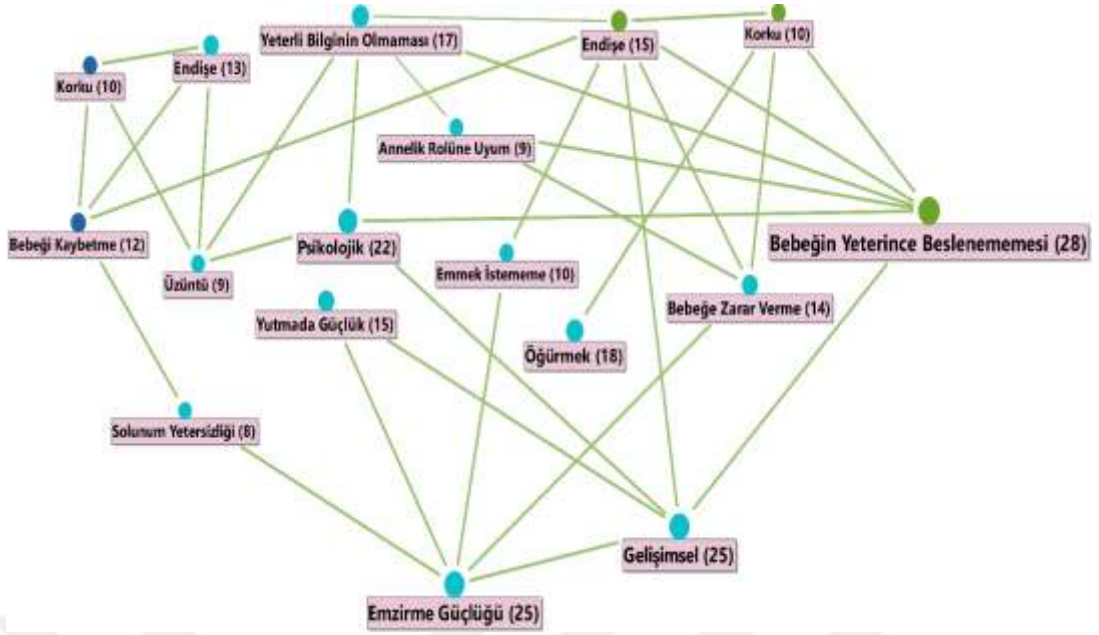 Yeterli Bilginin Olmaması (17)
Endişe (15)
Korku (10)
Endişe (13)
Korku (10)
Annelik Rolüne Uyum (9)
Bebeği Kaybetme (12)
Psikolojik (22)
Bebeğin Yeterince Beslenememesi (28)
Üzüntü (9)
Emmek İstememe (10)
Bebeğe Zarar Verme (14)
Yutmada Güçlük (15)
Öğürmek (18)
Solunum Yetersizliği (8)
Gelişimsel (25)
Emzirme Güçlüğü (25)